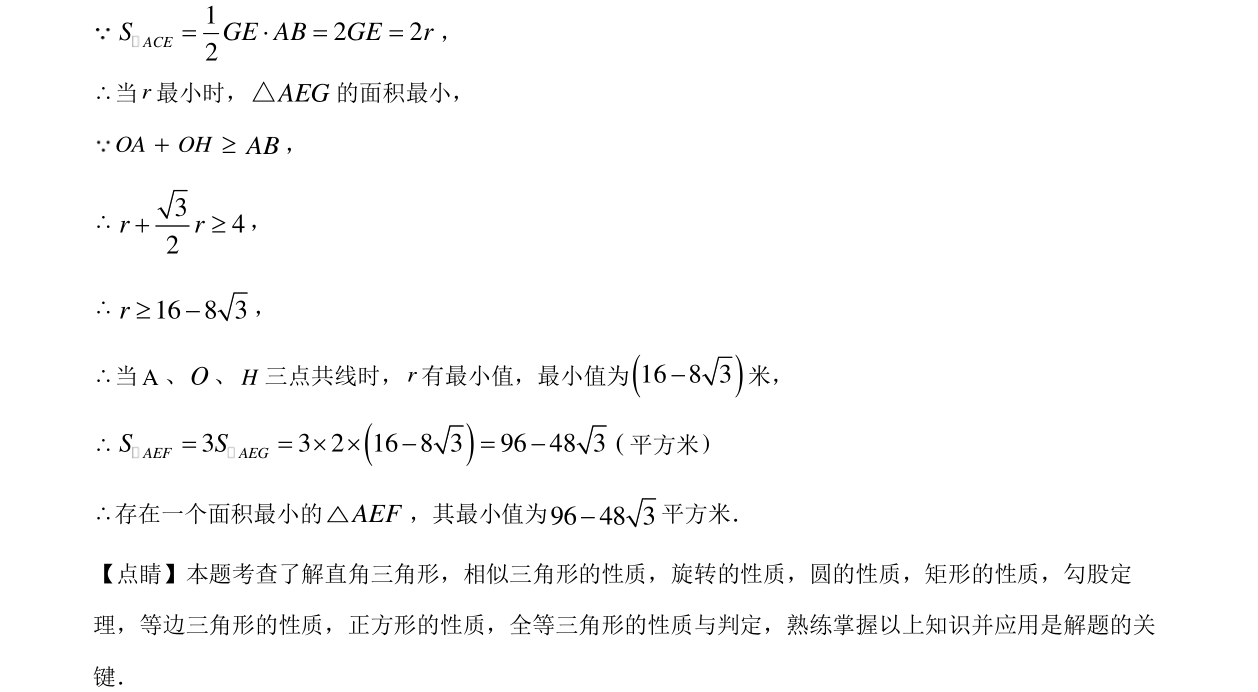 ∵ S□ACE = 1/2 GE · AB = 2GE = 2r，
∴当 r 最小时，△AEG 的面积最小，
∵OA + OH ≥ AB，
∴ r + √3/2 r ≥ 4，
∴ r ≥ 16 − 8√3，
∴当 A 、O 、 H 三点共线时，r 有最小值，最小值为(16 − 8√3)米，
∴ S□AEF = 3S□AEG = 3×2×(16 − 8√3) = 96 − 48√3（平方米）
∴存在一个面积最小的△AEF，其最小值为96 − 48√3 平方米．
【点睛】本题考查了解直角三角形，相似三角形的性质，旋转的性质，圆的性质，矩形的性质，勾股定
理，等边三角形的性质，正方形的性质，全等三角形的性质与判定，熟练掌握以上知识并应用是解题的关
键．